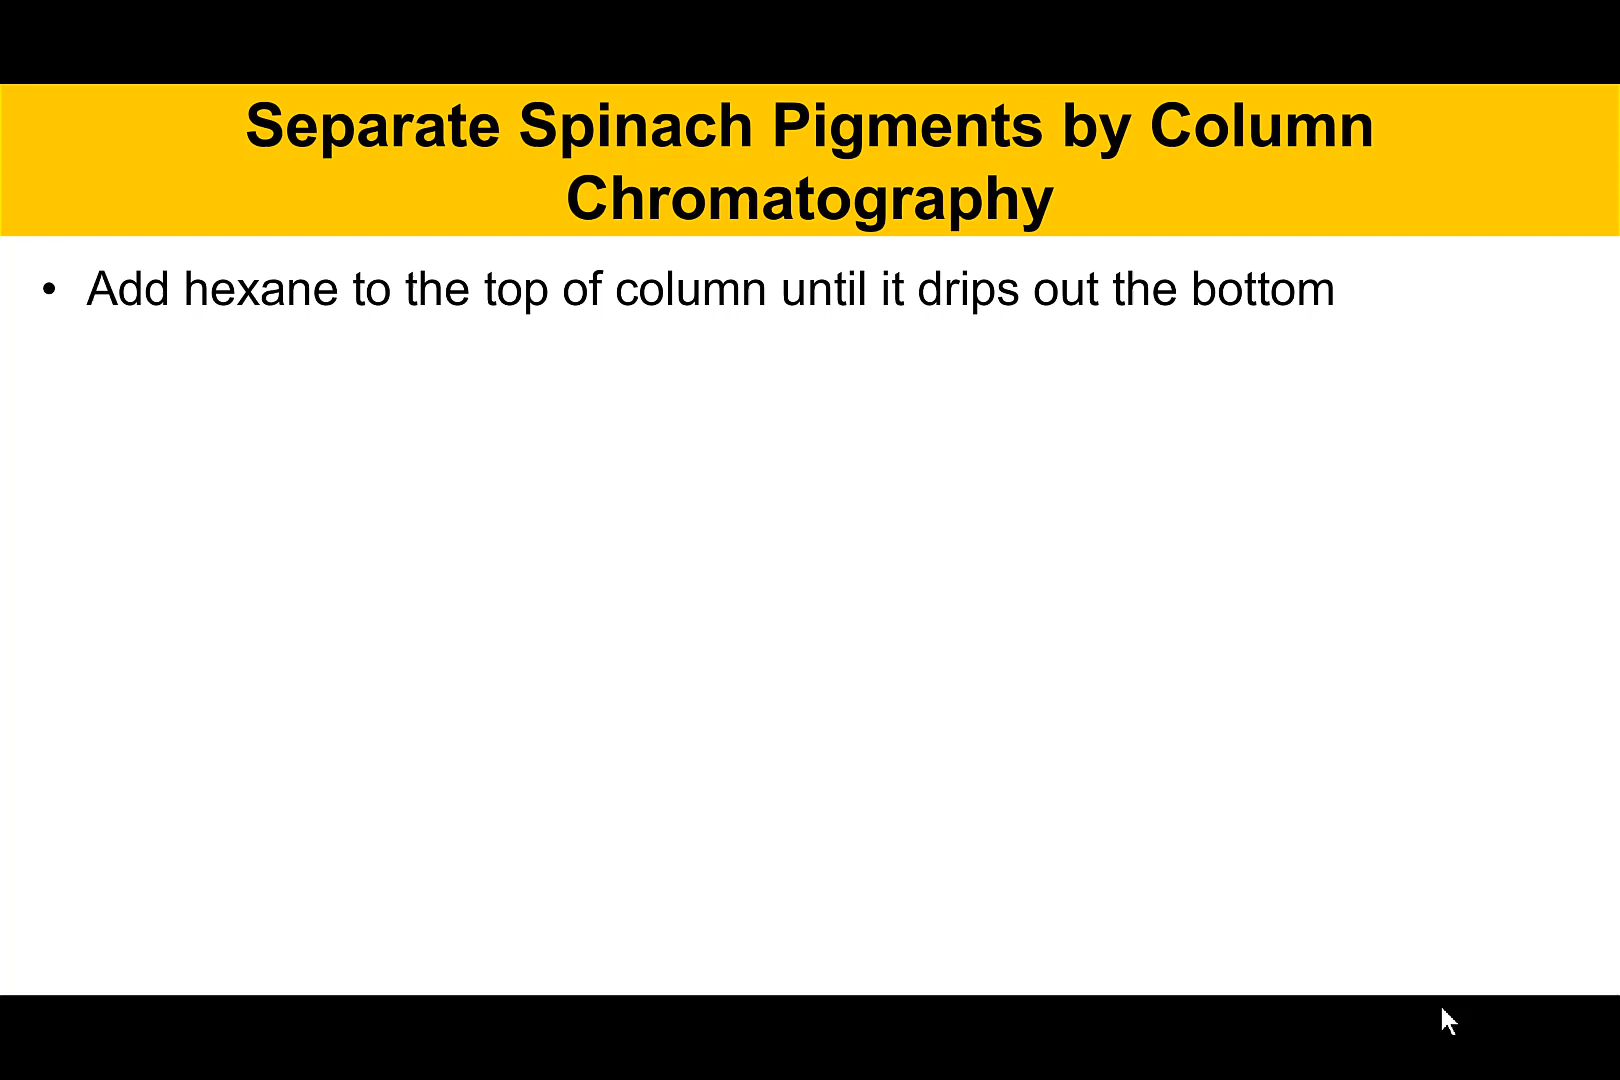 Separate Spinach Pigments by Column
Chromatography
• Add hexane to the top of column until it drips out the bottom